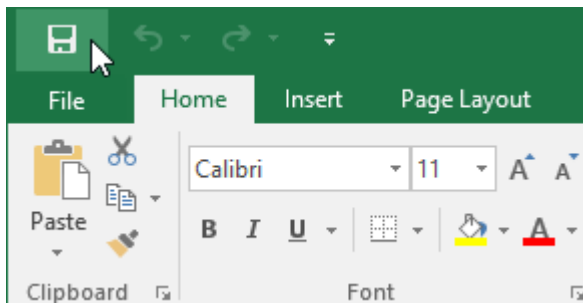 File Home Insert Page Layout
Calibri 11 A A
Paste B I U A
Clipboard Font